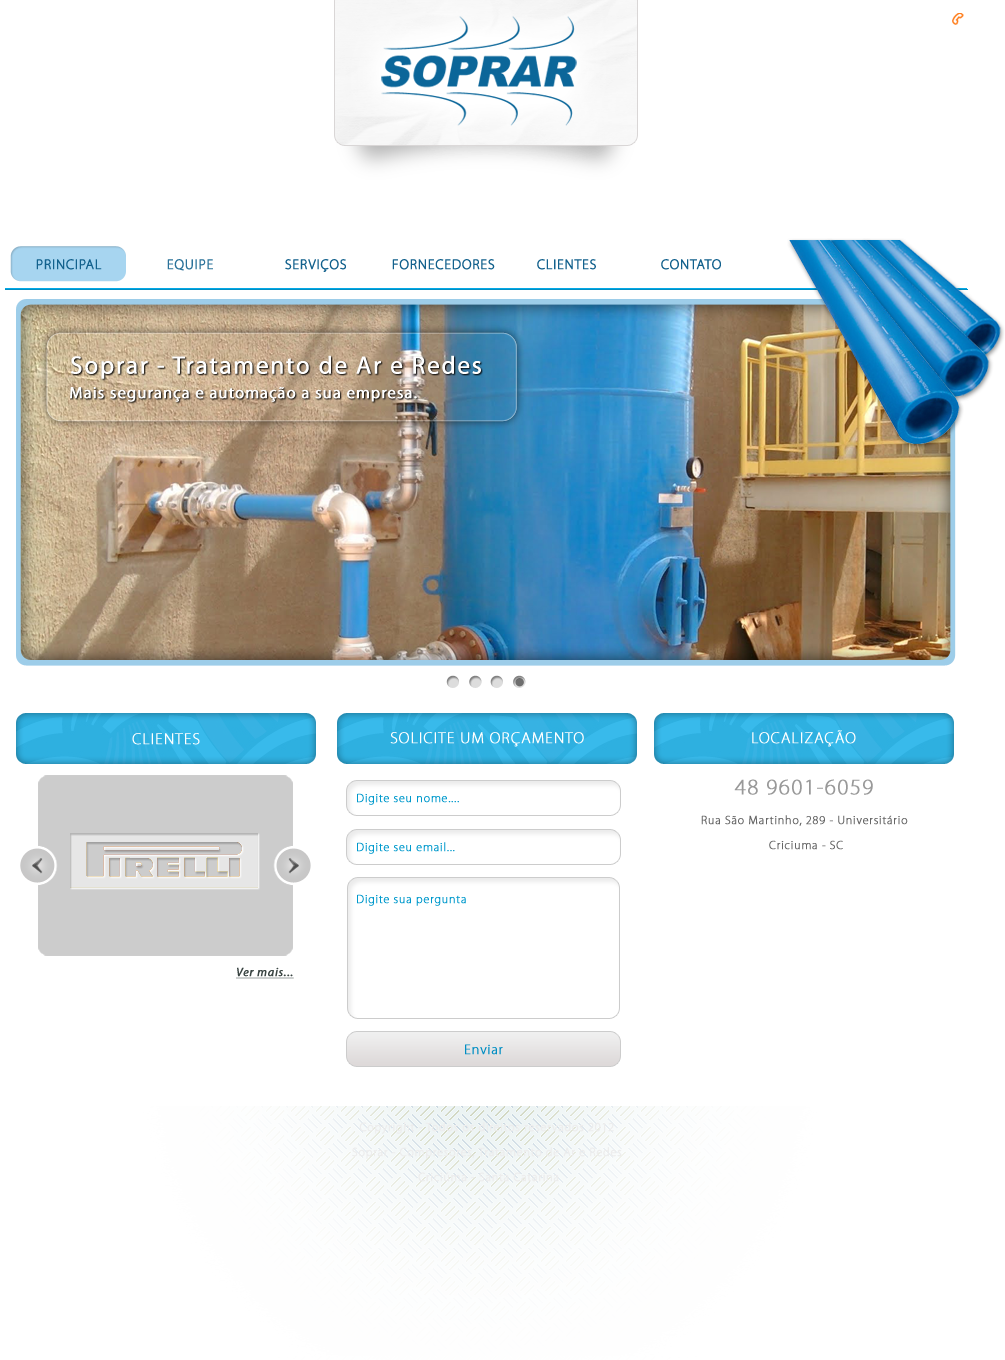 SOPRAR
PRINCIPAL
EQUIPE
SERVIÇOS
FORNECEDORES
CLIENTES
CONTATO
Soprar - Tratamento de Ar e Redes
Mais segurança e automação a sua empresa.
CLIENTES
SOLICITE UM ORÇAMENTO
LOCALIZAÇÃO
PIRELLI
Ver mais...
Digite seu nome....
Digite seu email...
Digite sua pergunta
Enviar
48 9601-6059
Rua São Martinho, 289 - Universitário
Criciuma - SC